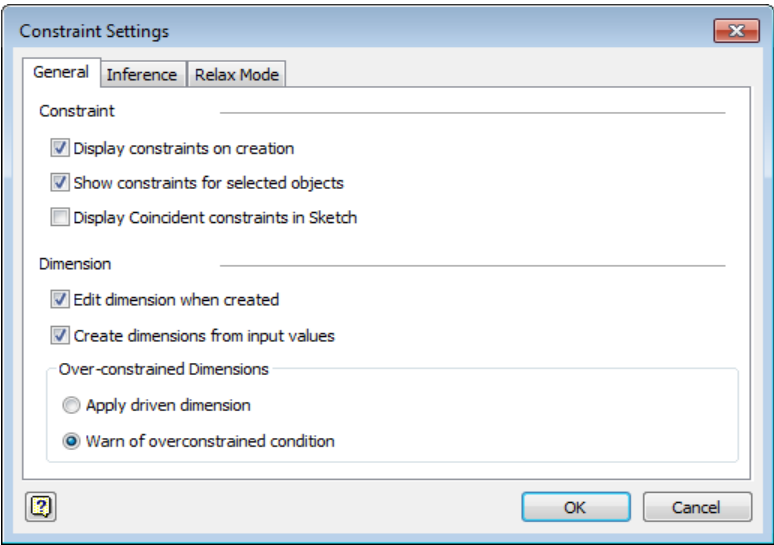 Constraint Settings
General Inference Relax Mode
Constraint
Display constraints on creation
Show constraints for selected objects
Display Coincident constraints in Sketch
Dimension
Edit dimension when created
Create dimensions from input values
Over-constrained Dimensions
Apply driven dimension
Warn of overconstrained condition
? OK Cancel